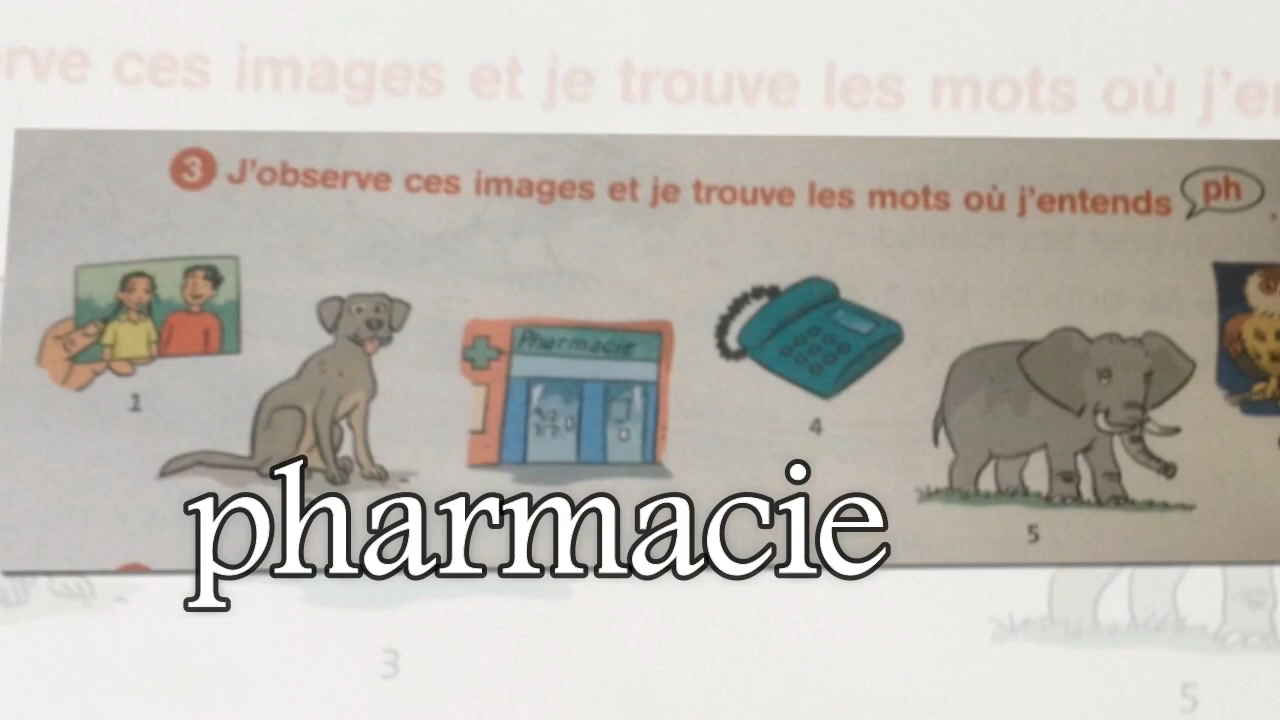 rve ces images et je trouve les mots où j'e
3 J'observe ces images et je trouve les mots où j'entends ph .
Pharmacie
1
4
5
pharmacie
3
5